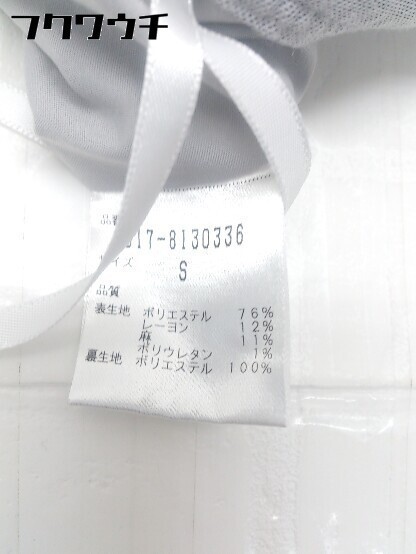 フクワウチ
品番
17-8130336
イズ S
品質
表生地 ポリエステル 76%
レーヨン 12%
麻 11%
ポリウレタン 1%
裏生地 ポリエステル 100%